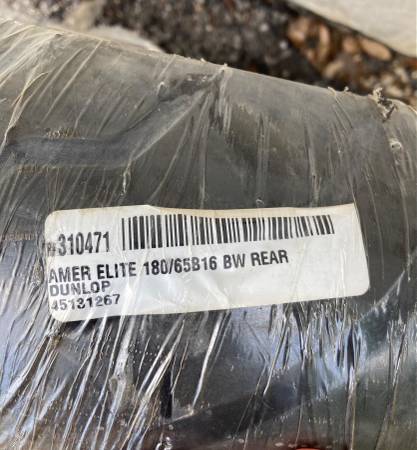 #310471
AMER ELITE 180/65B16 BW REAR
DUNLOP
45131267